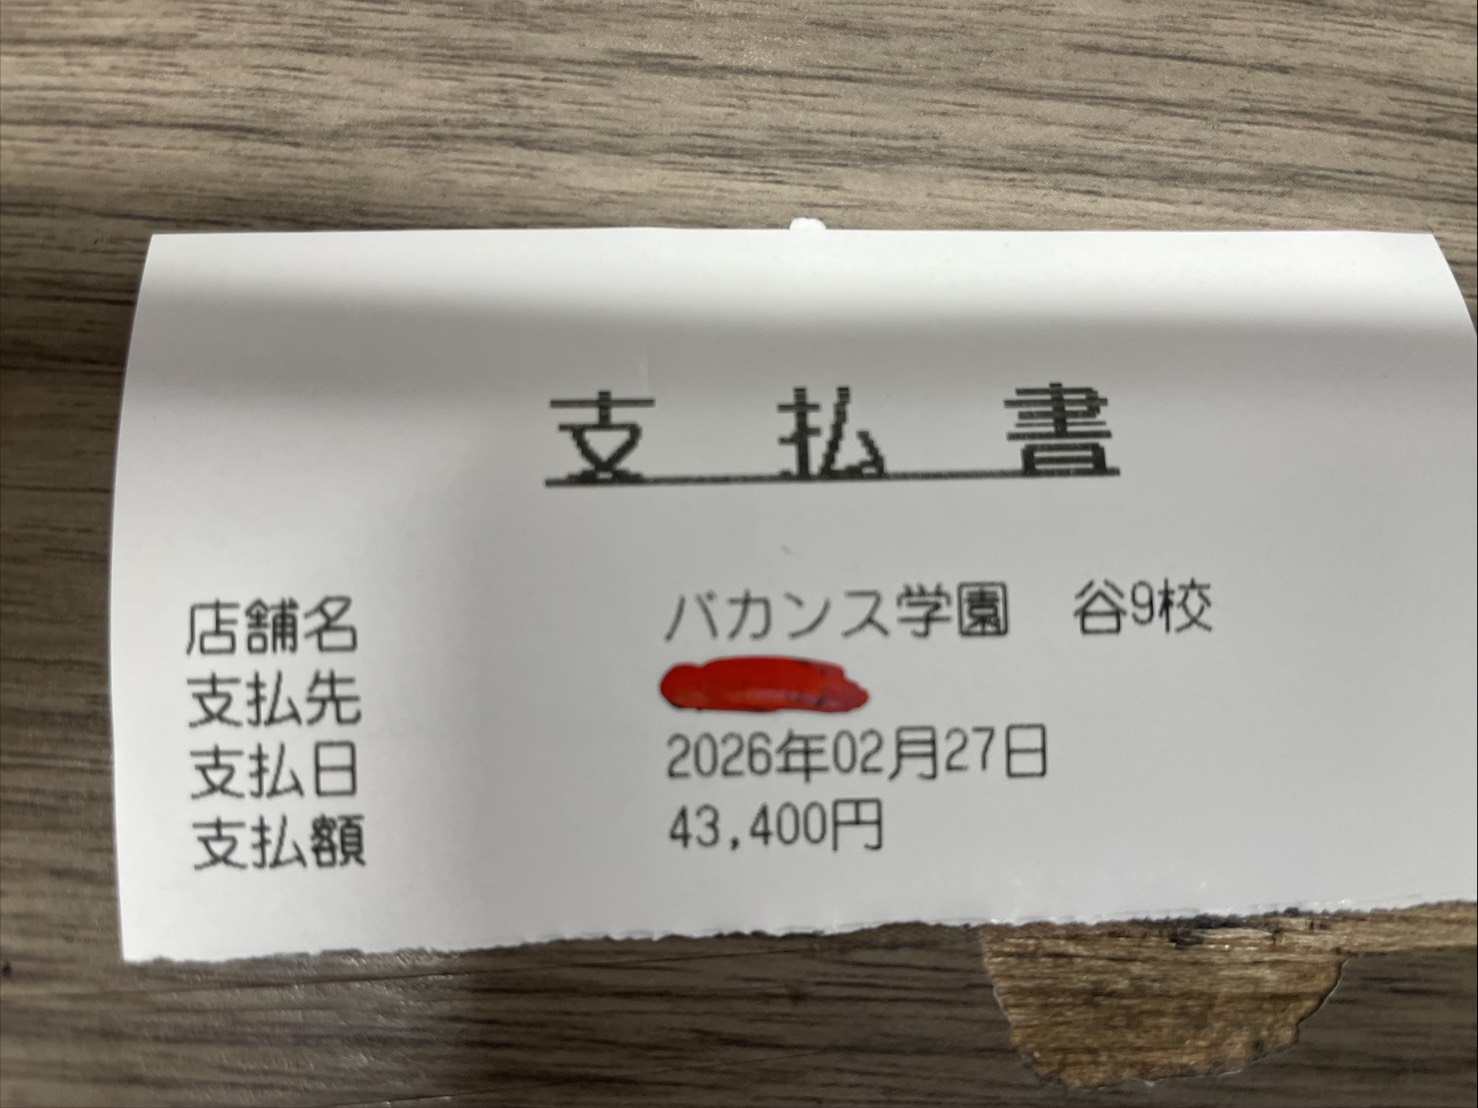 支払書
店舗名 バカンス学園 谷9校
支払先
支払日 2026年02月27日
支払額 43,400円